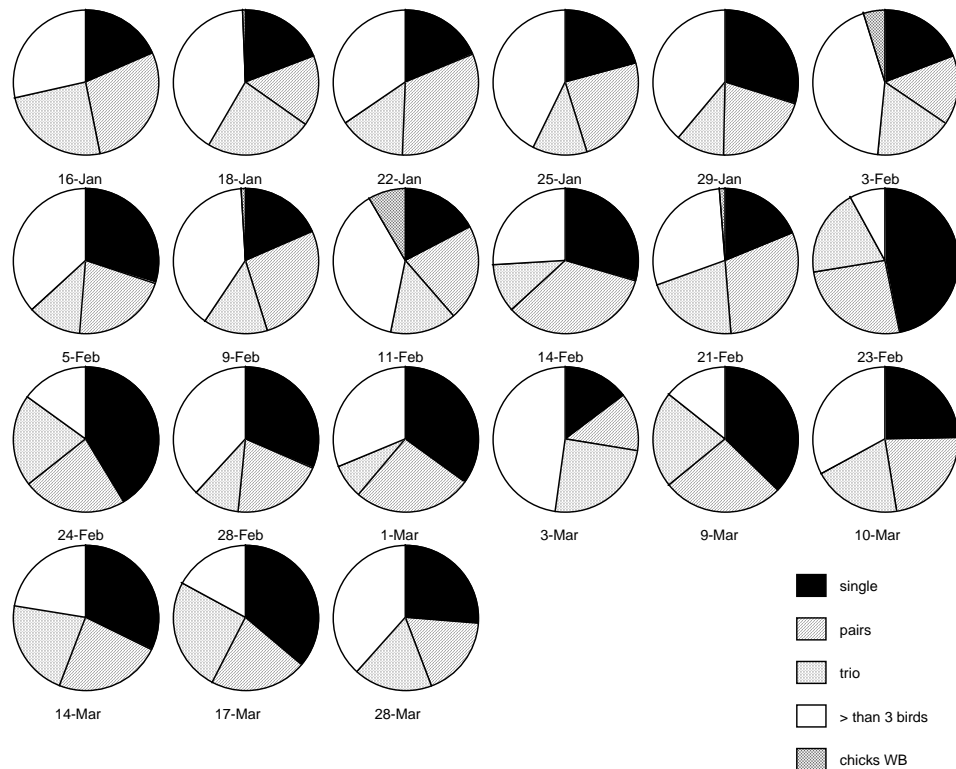 16-Jan 18-Jan 22-Jan 25-Jan 29-Jan 3-Feb
5-Feb 9-Feb 11-Feb 14-Feb 21-Feb 23-Feb
24-Feb 28-Feb 1-Mar 3-Mar 9-Mar 10-Mar
14-Mar 17-Mar 28-Mar
single
pairs
trio
> than 3 birds
chicks WB